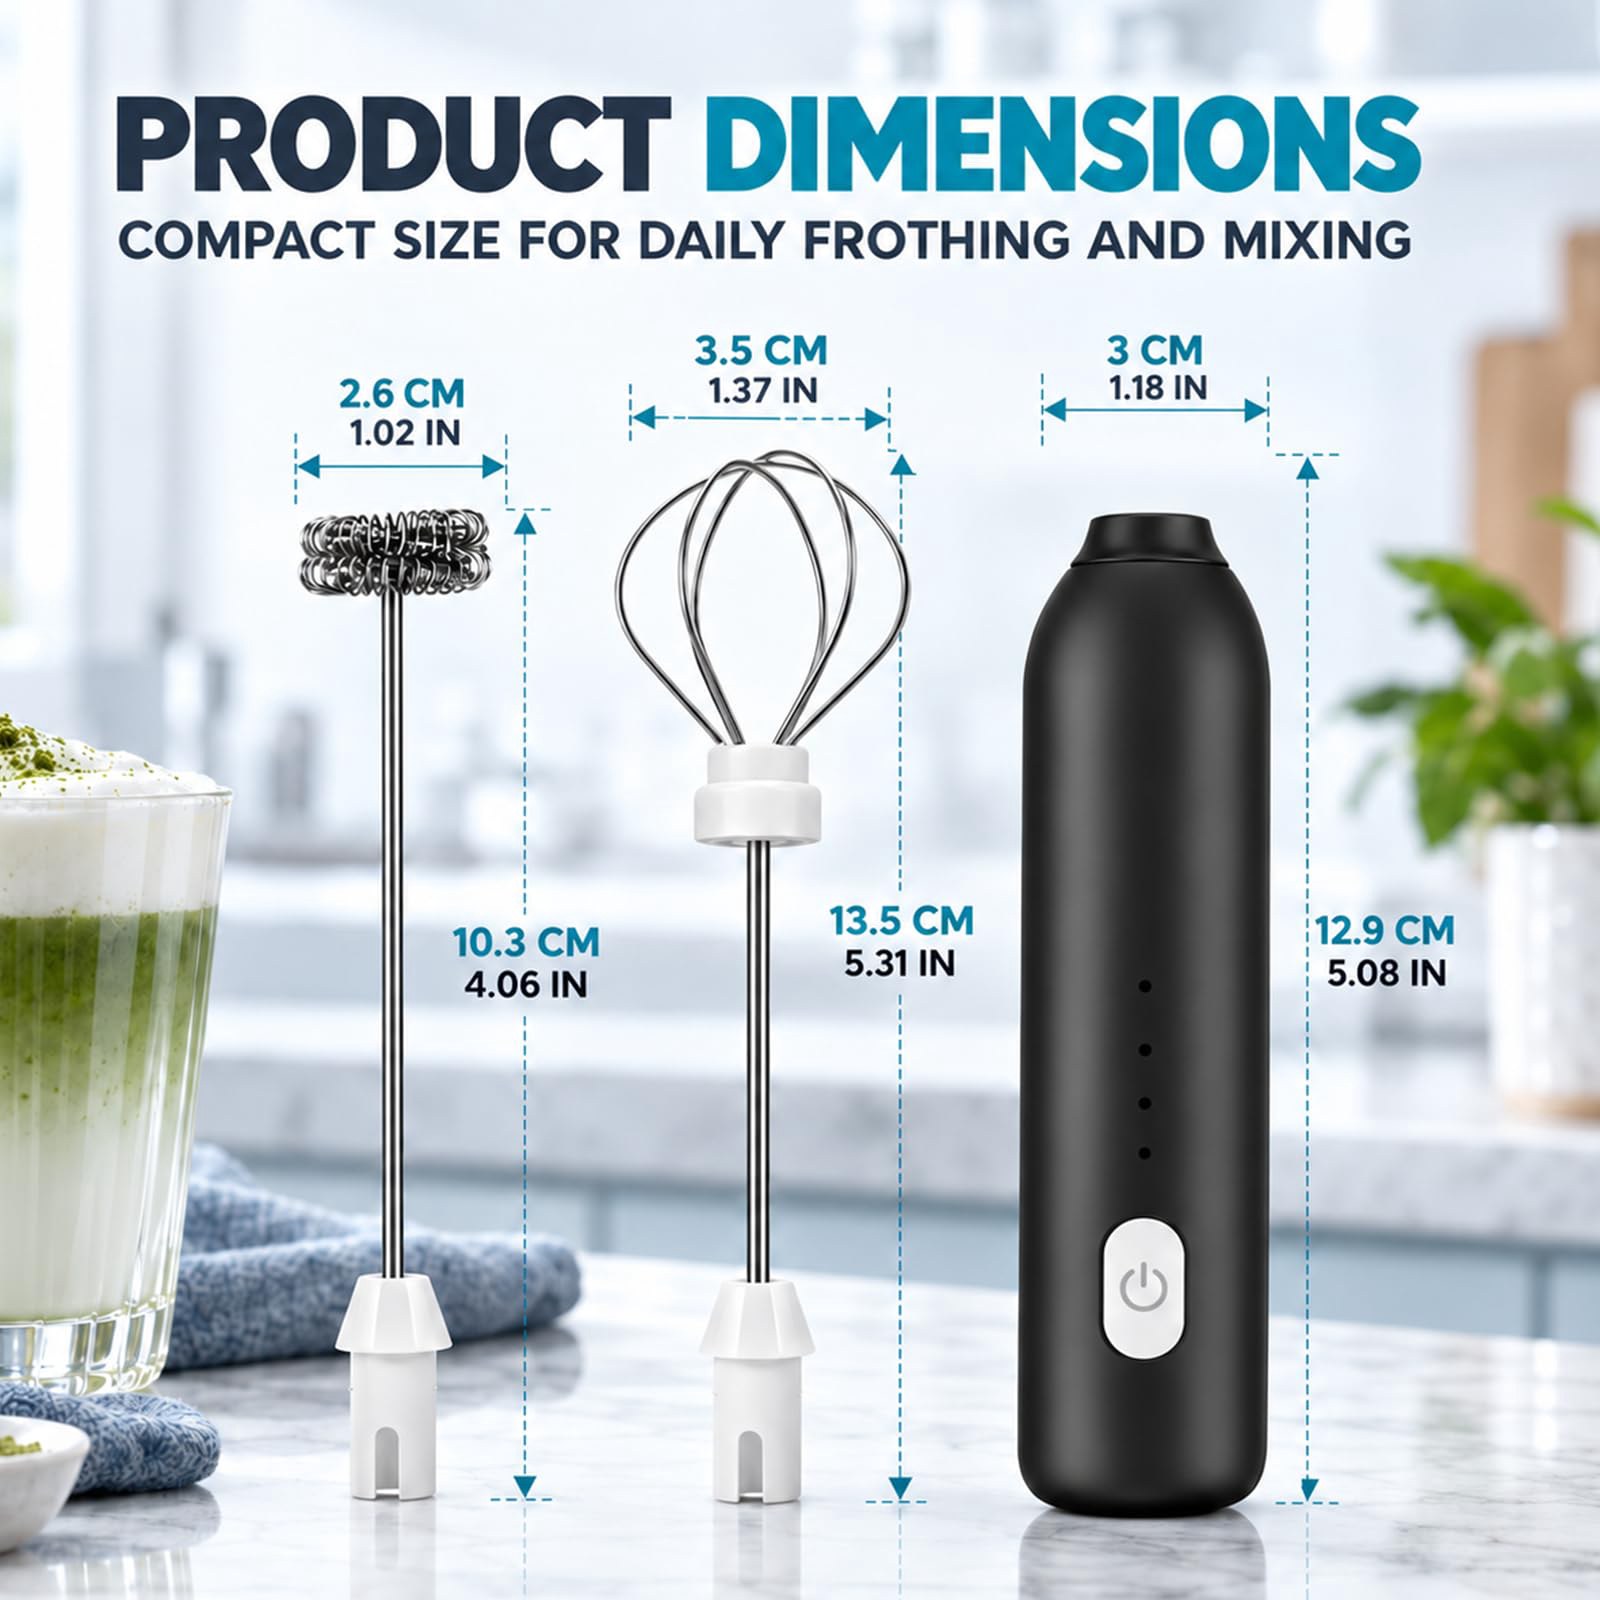 PRODUCT DIMENSIONS
COMPACT SIZE FOR DAILY FROTHING AND MIXING
2.6 CM
1.02 IN
3.5 CM
1.37 IN
3 CM
1.18 IN
10.3 CM
4.06 IN
13.5 CM
5.31 IN
12.9 CM
5.08 IN